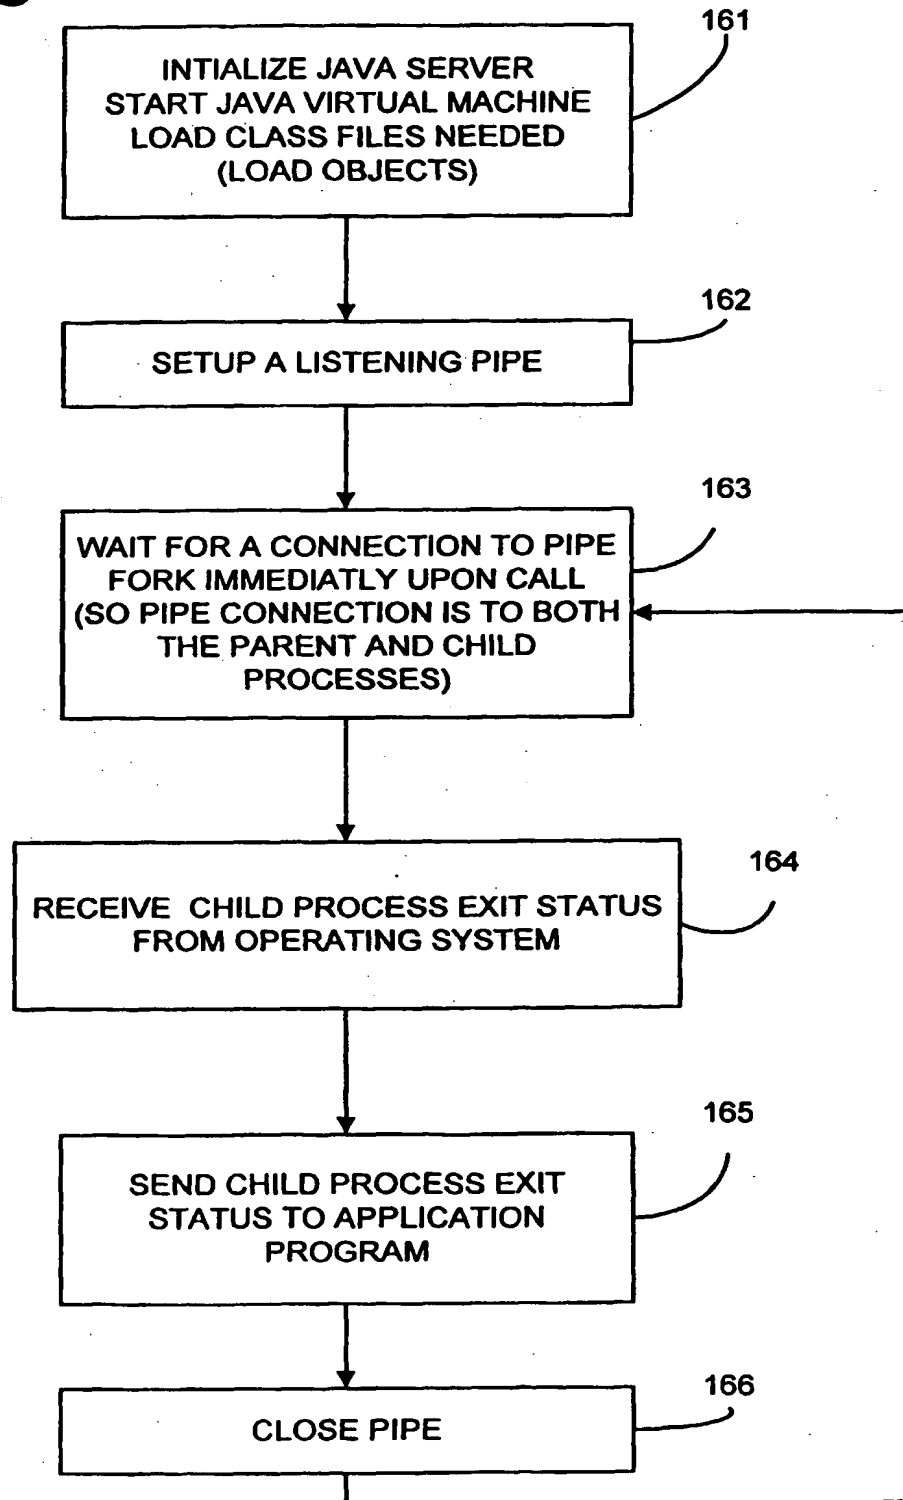 161
INTIALIZE JAVA SERVER
START JAVA VIRTUAL MACHINE
LOAD CLASS FILES NEEDED
(LOAD OBJECTS)
162
SETUP A LISTENING PIPE
163
WAIT FOR A CONNECTION TO PIPE
FORK IMMEDIATLY UPON CALL
(SO PIPE CONNECTION IS TO BOTH
THE PARENT AND CHILD
PROCESSES)
164
RECEIVE CHILD PROCESS EXIT STATUS
FROM OPERATING SYSTEM
165
SEND CHILD PROCESS EXIT
STATUS TO APPLICATION
PROGRAM
166
CLOSE PIPE